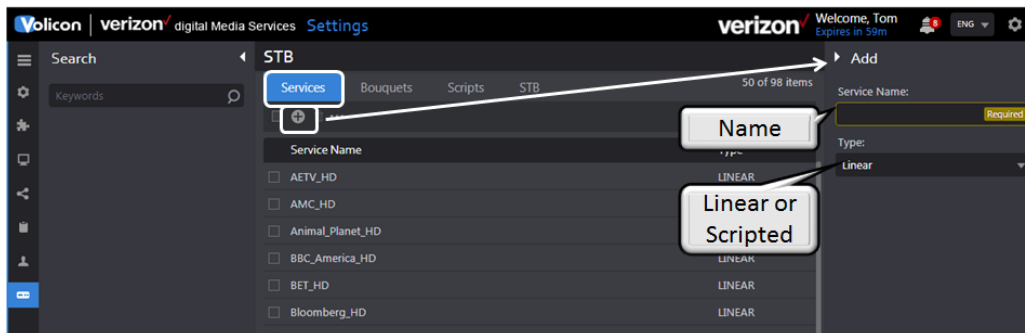 Volicon verizon digital Media Services Settings verizon Welcome, Tom
Expires in 59m 8 ENG
Search STB Add
Services Bouquets Scripts STB 50 of 98 items Service Name:
Keywords
Required
Name
Type:
Service Name Type Linear
AETV_HD LINEAR
AMC_HD
Linear or
Scripted
Animal_Planet_HD
BBC_America_HD LINEAR
BET_HD LINEAR
Bloomberg_HD LINEAR